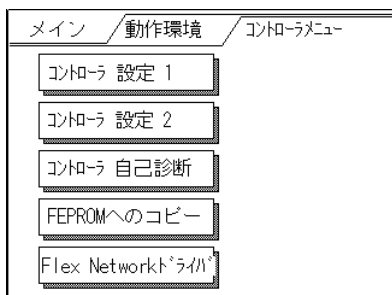 メイン 動作環境 ｺﾝﾄﾛｰﾗﾒﾆｭｰ
ｺﾝﾄﾛｰﾗ 設定 1
ｺﾝﾄﾛｰﾗ 設定 2
ｺﾝﾄﾛｰﾗ 自己診断
FEPROMへのコピー
Flex Networkﾄﾞﾗｲﾊﾞ